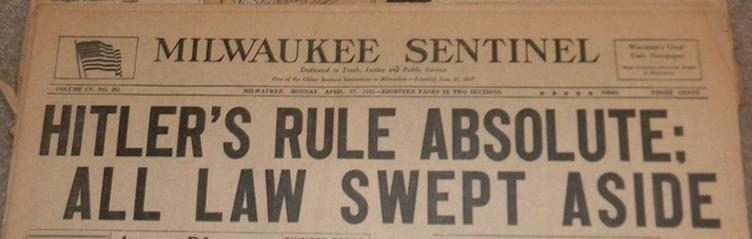 MILWAUKEE SENTINEL
Dedicated to Truth, Justice and Public Service
One of the Oldest Business Institutions in Milwaukee — Founded June 27, 1837
Wisconsin's Great
Daily Newspaper
VOLUME CV, NO. 261
MILWAUKEE, MONDAY, APRIL 27, 1942—EIGHTEEN PAGES IN TWO SECTIONS
★ ★ ★ ★ ★ FINAL
THREE CENTS
HITLER'S RULE ABSOLUTE;
ALL LAW SWEPT ASIDE